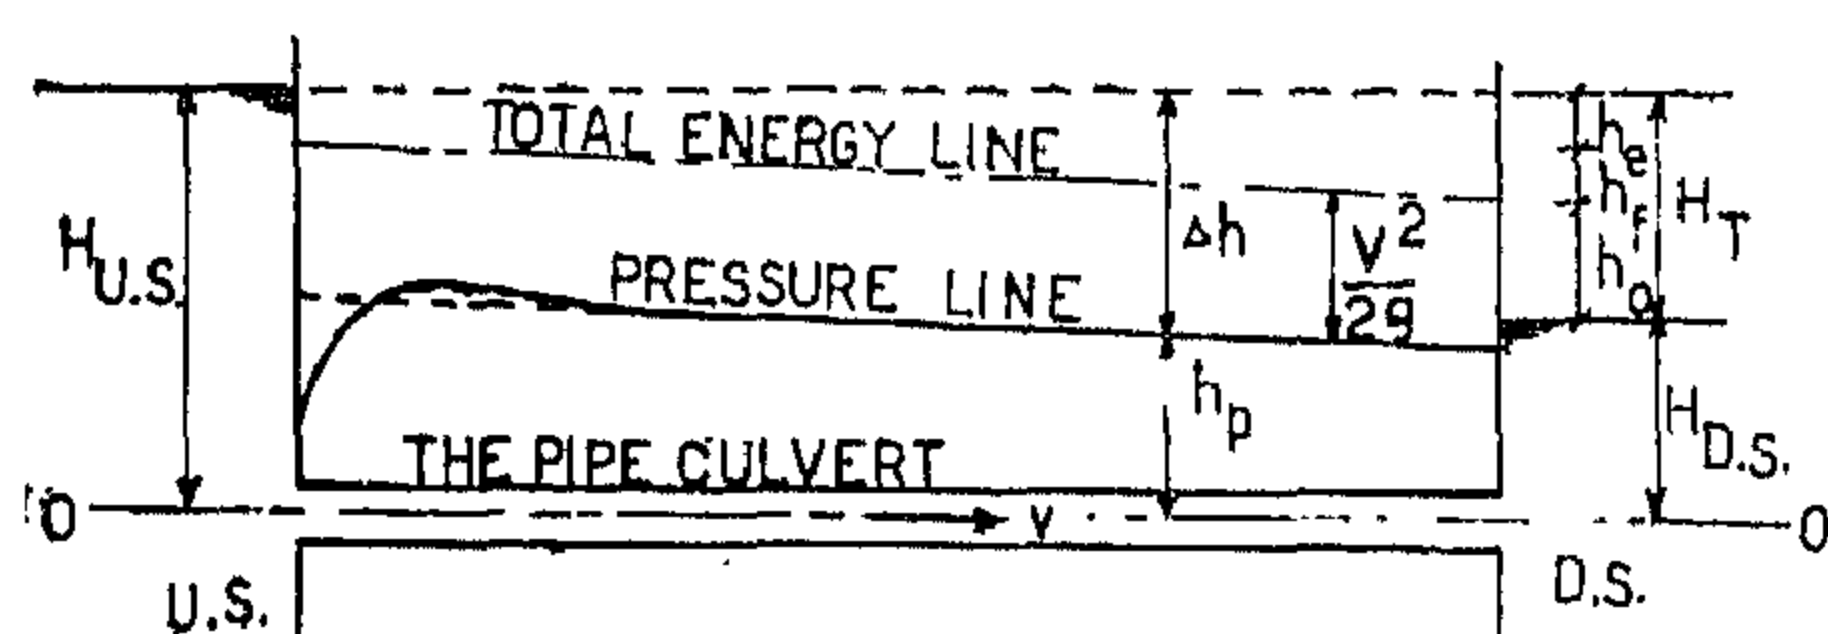 TOTAL ENERGY LINE
h_e
H_U.S.
Δh
V²
2g
h_f
H_T
PRESSURE LINE
h_o
h_p
H_D.S.
THE PIPE CULVERT
O
V
O
U.S.
D.S.